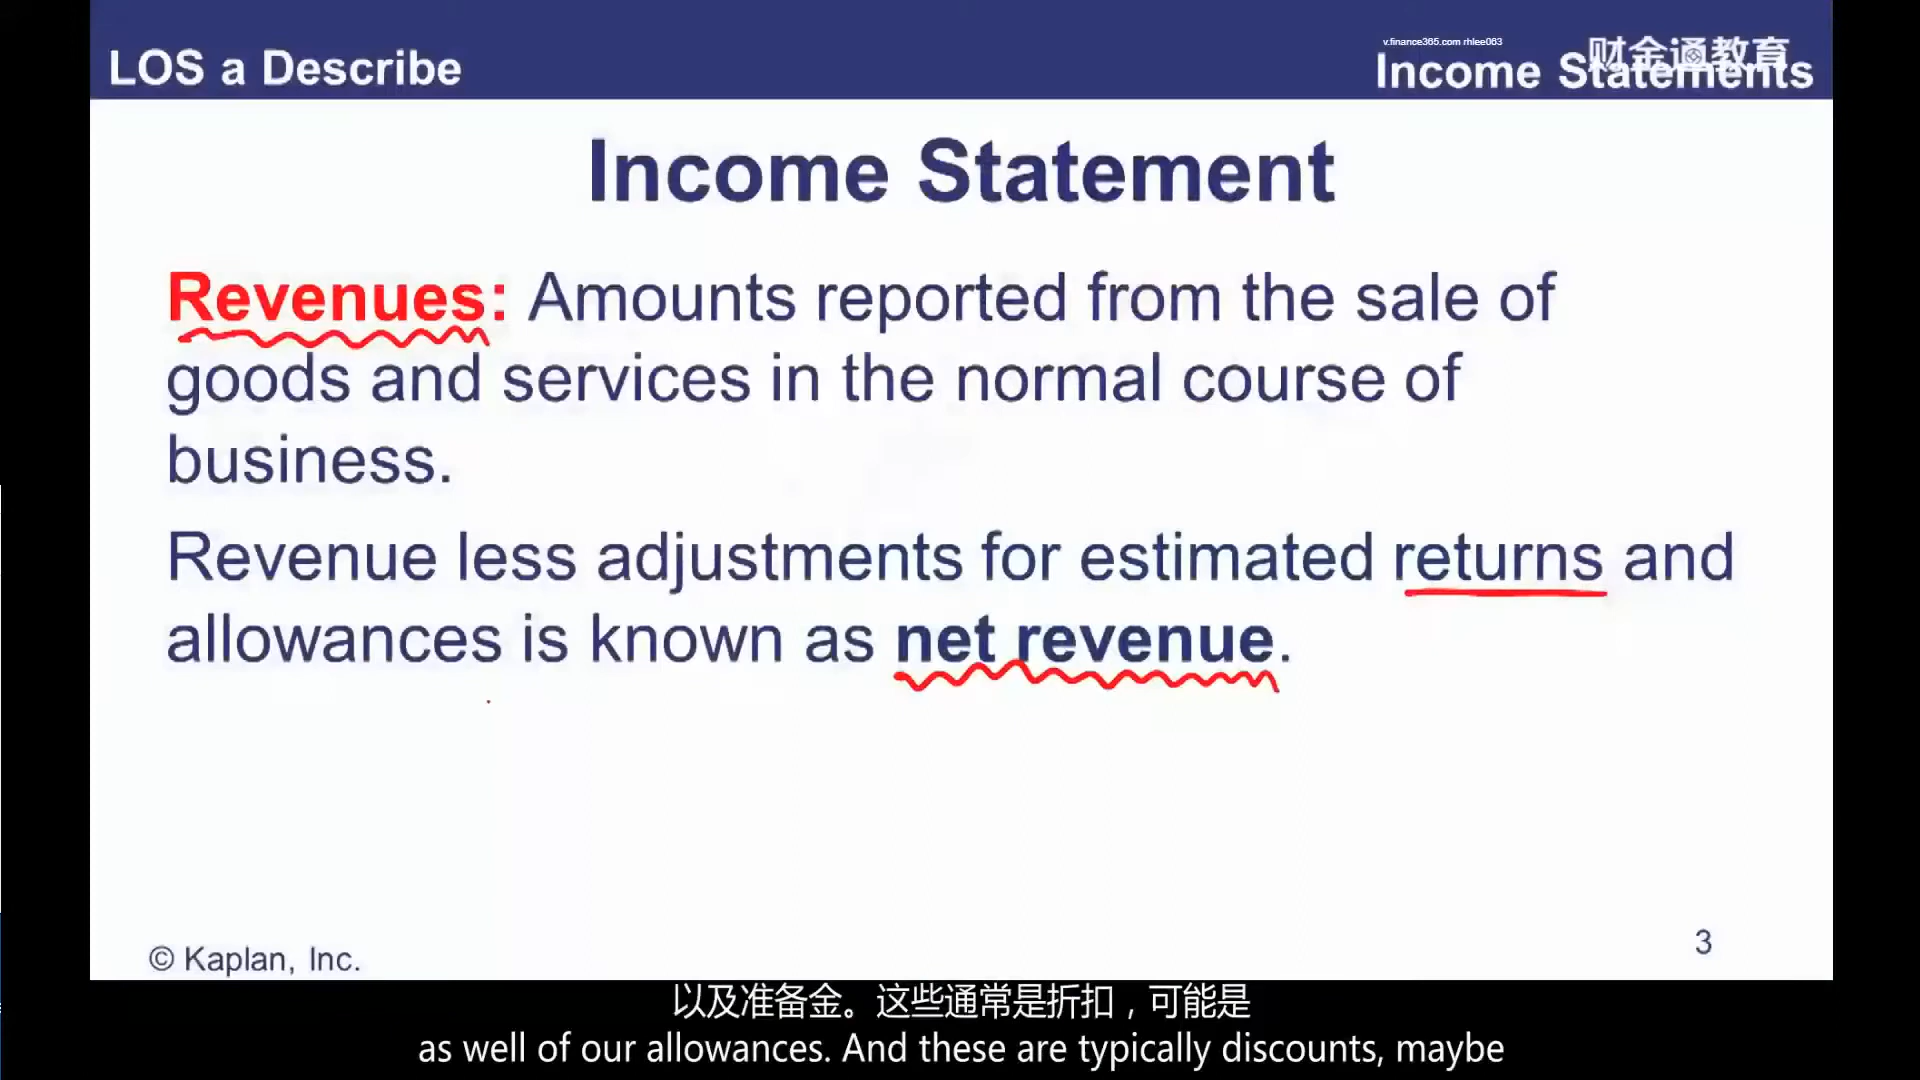 LOS a Describe
v.finance365.com rhlee063
财金通教育
Income Statements
Income Statement
Revenues: Amounts reported from the sale of
goods and services in the normal course of
business.
Revenue less adjustments for estimated returns and
allowances is known as net revenue.
© Kaplan, Inc.
3
以及准备金。这些通常是折扣，可能是
as well of our allowances. And these are typically discounts, maybe